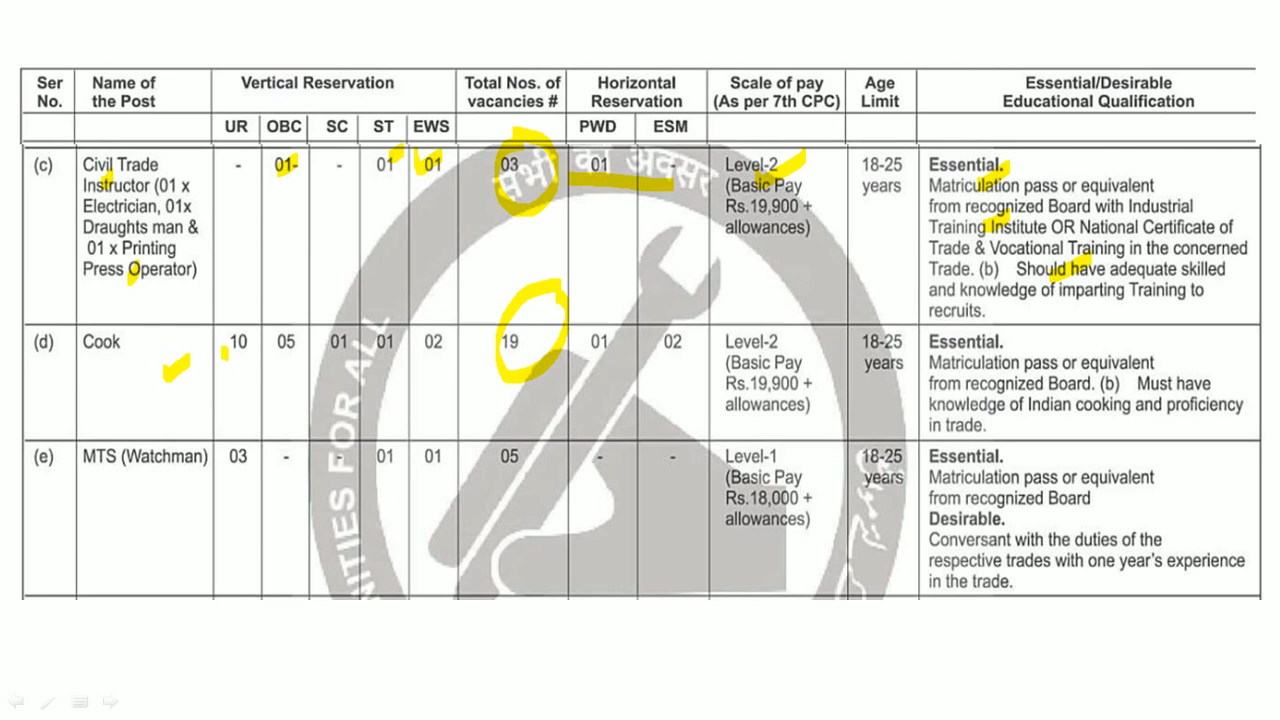 Ser No. Name of the Post Vertical Reservation Total Nos. of vacancies # Horizontal Reservation Scale of pay (As per 7th CPC) Age Limit Essential/Desirable Educational Qualification
UR OBC SC ST EWS PWD ESM
(c) Civil Trade - 01- - 01 01 03 01 - Level-2 18-25 Essential.
Instructor (01 x (Basic Pay years Matriculation pass or equivalent
Electrician, 01x Rs.19,900 + from recognized Board with Industrial
Draughts man & allowances) Training Institute OR National Certificate of
01 x Printing Trade & Vocational Training in the concerned
Press Operator) Trade. (b) Should have adequate skilled
and knowledge of imparting Training to
recruits.
(d) Cook 10 05 01 01 02 19 01 02 Level-2 18-25 Essential.
(Basic Pay years Matriculation pass or equivalent
Rs.19,900 + from recognized Board. (b) Must have
allowances) knowledge of Indian cooking and proficiency
in trade.
(e) MTS (Watchman) 03 - - 01 01 05 - - Level-1 18-25 Essential.
(Basic Pay years Matriculation pass or equivalent
Rs.18,000 + from recognized Board
allowances) Desirable.
Conversant with the duties of the
respective trades with one year's experience
in the trade.
सभी का अवसर
NITIES FOR ALL